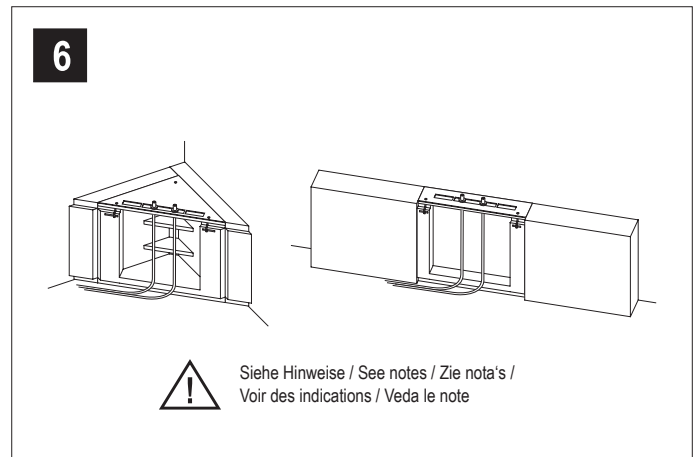 6
Siehe Hinweise / See notes / Zie nota‘s /
Voir des indications / Veda le note